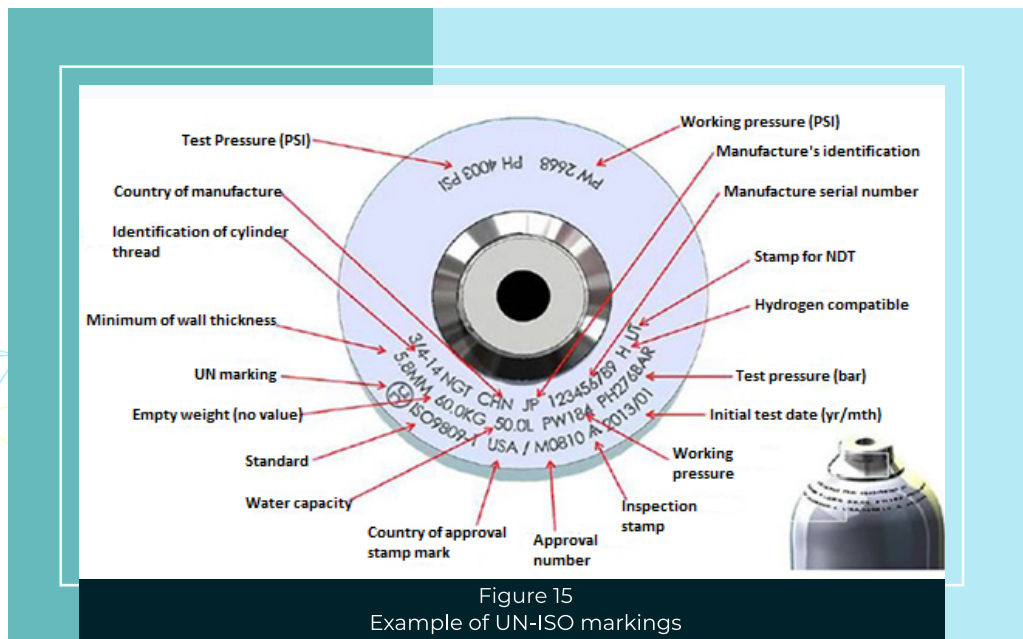 Test Pressure (PSI)
Working pressure (PSI)
Manufacture's identification
Country of manufacture
Manufacture serial number
Identification of cylinder
thread
Stamp for NDT
Hydrogen compatible
Minimum of wall thickness
UN marking
Test pressure (bar)
Empty weight (no value)
Initial test date (yr/mth)
Standard
Working
pressure
Water capacity
Inspection
stamp
Country of approval
stamp mark
Approval
number
PW 2668 PH 4003 PSI
3/4-14 NGT CHN JP 123456789 H UT
5.8MM 60.0KG 50.0L PW184 PH276BAR
ISO9809-1 USA / M0810 2013/01
Figure 15
Example of UN-ISO markings